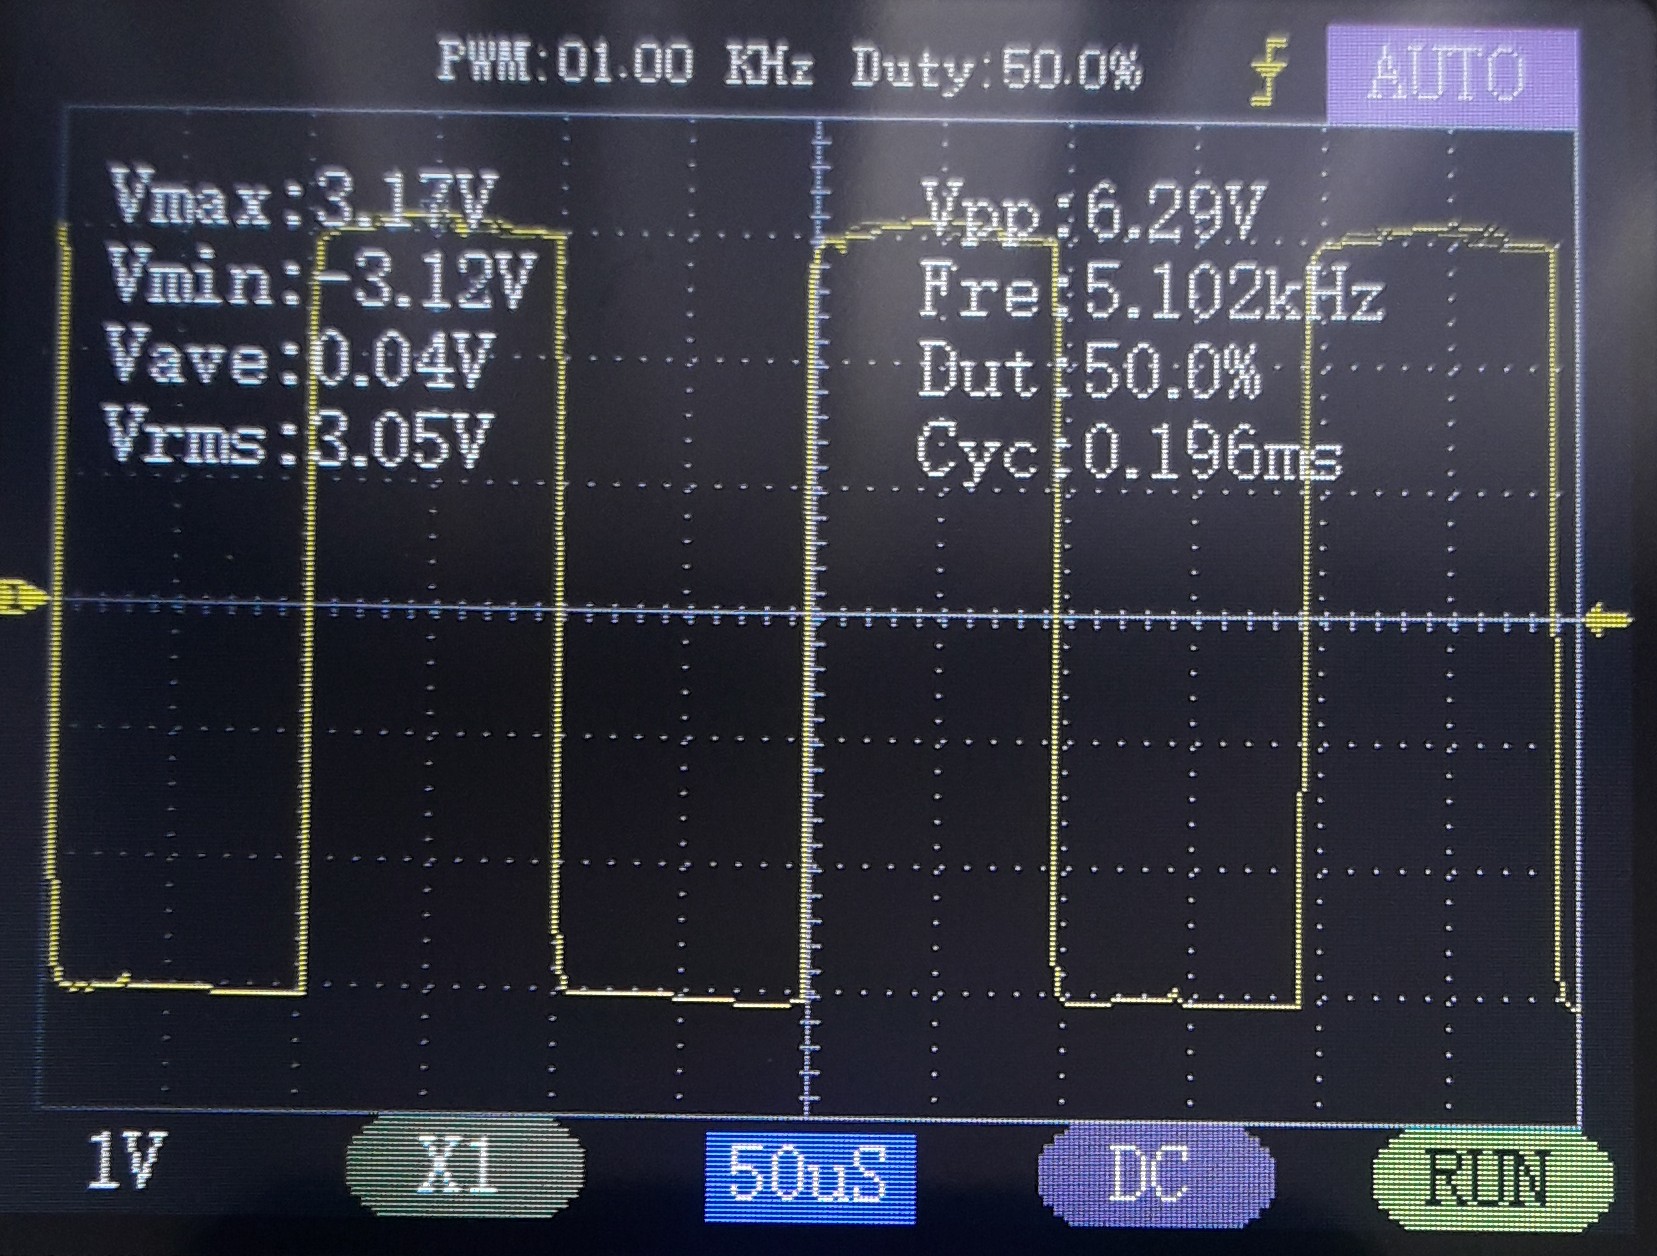 PWM:01.00 KHz Duty:50.0% AUTO
Vmax:3.17V Vpp:6.29V
Vmin:-3.12V Fre:5.102kHz
Vave:0.04V Dut:50.0%
Vrms:3.05V Cyc:0.196ms
1V X1 50uS DC RUN